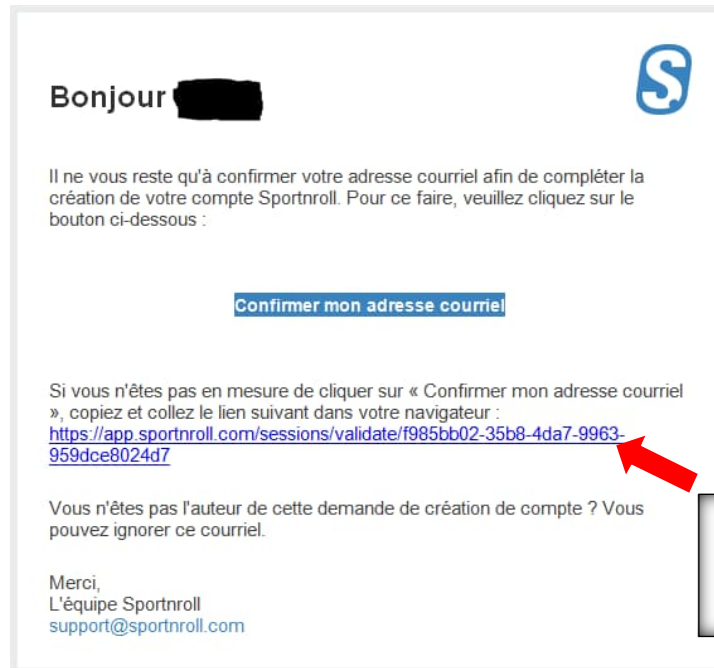 S
Bonjour
Il ne vous reste qu'à confirmer votre adresse courriel afin de compléter la
création de votre compte Sportnroll. Pour ce faire, veuillez cliquez sur le
bouton ci-dessous :
Confirmer mon adresse courriel
Si vous n'êtes pas en mesure de cliquer sur « Confirmer mon adresse courriel
», copiez et collez le lien suivant dans votre navigateur :
https://app.sportnroll.com/sessions/validate/f985bb02-35b8-4da7-9963-
959dce8024d7
Vous n'êtes pas l'auteur de cette demande de création de compte ? Vous
pouvez ignorer ce courriel.
Merci,
L'équipe Sportnroll
support@sportnroll.com